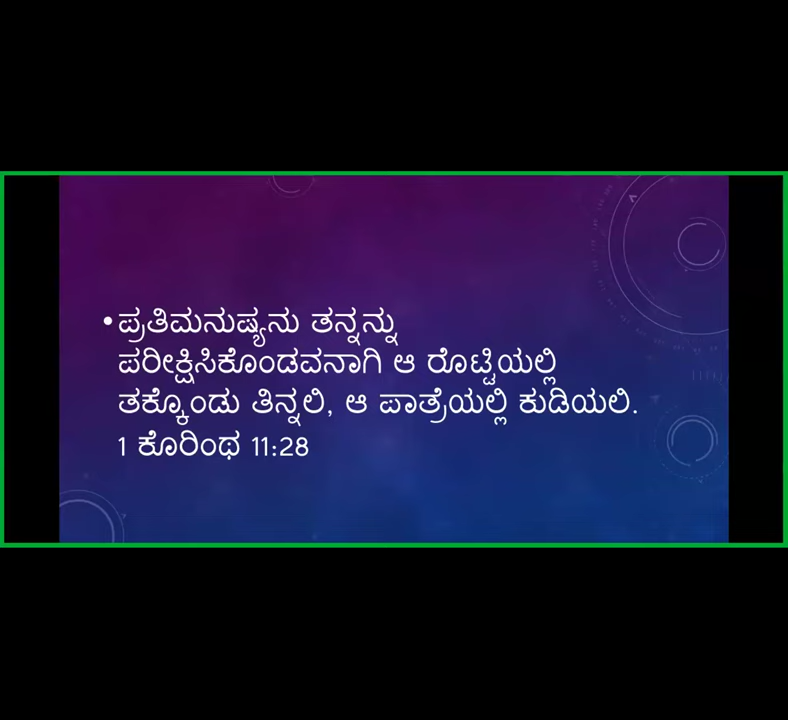 • ಪ್ರತಿಮನುಷ್ಯನು ತನ್ನನ್ನು
ಪರೀಕ್ಷಿಸಿಕೊಂಡವನಾಗಿ ಆ ರೊಟ್ಟಿಯಲ್ಲಿ
ತಕ್ಕೊಂಡು ತಿನ್ನಲಿ, ಆ ಪಾತ್ರೆಯಲ್ಲಿ ಕುಡಿಯಲಿ.
1 ಕೊರಿಂಥ 11:28